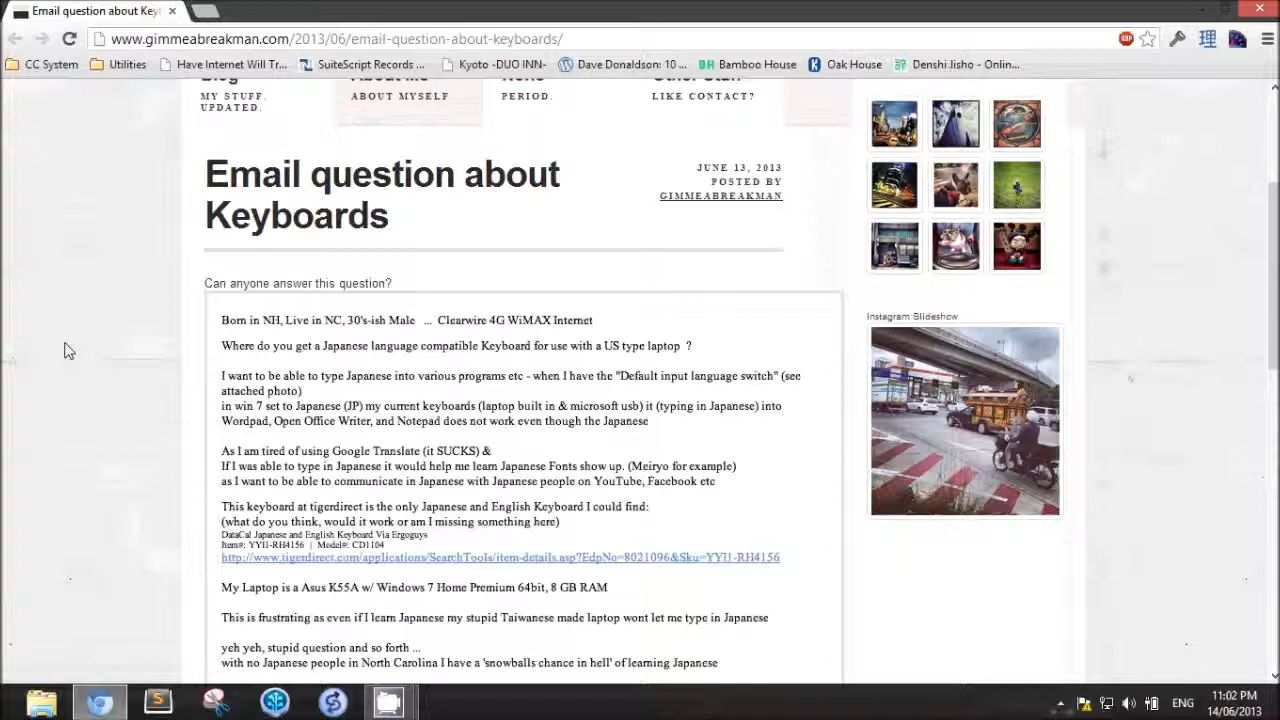 Email question about Key
www.gimmeabreakman.com/2013/06/email-question-about-keyboards/
ABP
理
CC System
Utilities
Have Internet Will Tr...
SuiteScript Records ...
Kyoto -DUO INN-
Dave Donaldson: 10 ...
BH Bamboo House
Oak House
Denshi Jisho - Onlin...
Blog
MY STUFF. UPDATED.
About Me
ABOUT MYSELF
None
PERIOD.
Other Stuff
LIKE CONTACT?
Email question about
Keyboards
JUNE 13, 2013
POSTED BY
GIMMEABREAKMAN
Can anyone answer this question?
Born in NH, Live in NC, 30's-ish Male ... Clearwire 4G WiMAX Internet
Where do you get a Japanese language compatible Keyboard for use with a US type laptop ?
I want to be able to type Japanese into various programs etc - when I have the "Default input language switch" (see
attached photo)
in win 7 set to Japanese (JP) my current keyboards (laptop built in & microsoft usb) it (typing in Japanese) into
Wordpad, Open Office Writer, and Notepad does not work even though the Japanese
As I am tired of using Google Translate (it SUCKS) &
If I was able to type in Japanese it would help me learn Japanese Fonts show up. (Meiryo for example)
as I want to be able to communicate in Japanese with Japanese people on YouTube, Facebook etc
This keyboard at tigerdirect is the only Japanese and English Keyboard I could find:
(what do you think, would it work or am I missing something here)
DataCal Japanese and English Keyboard Via Ergoguys
Item#: YYI1-RH4156 | Model#: CD1104
http://www.tigerdirect.com/applications/SearchTools/item-details.asp?EdpNo=8021096&Sku=YYI1-RH4156
My Laptop is a Asus K55A w/ Windows 7 Home Premium 64bit, 8 GB RAM
This is frustrating as even if I learn Japanese my stupid Taiwanese made laptop wont let me type in Japanese
yeh yeh, stupid question and so forth ...
with no Japanese people in North Carolina I have a 'snowballs chance in hell' of learning Japanese
Instagram Slideshow
ENG
11:02 PM
14/06/2013